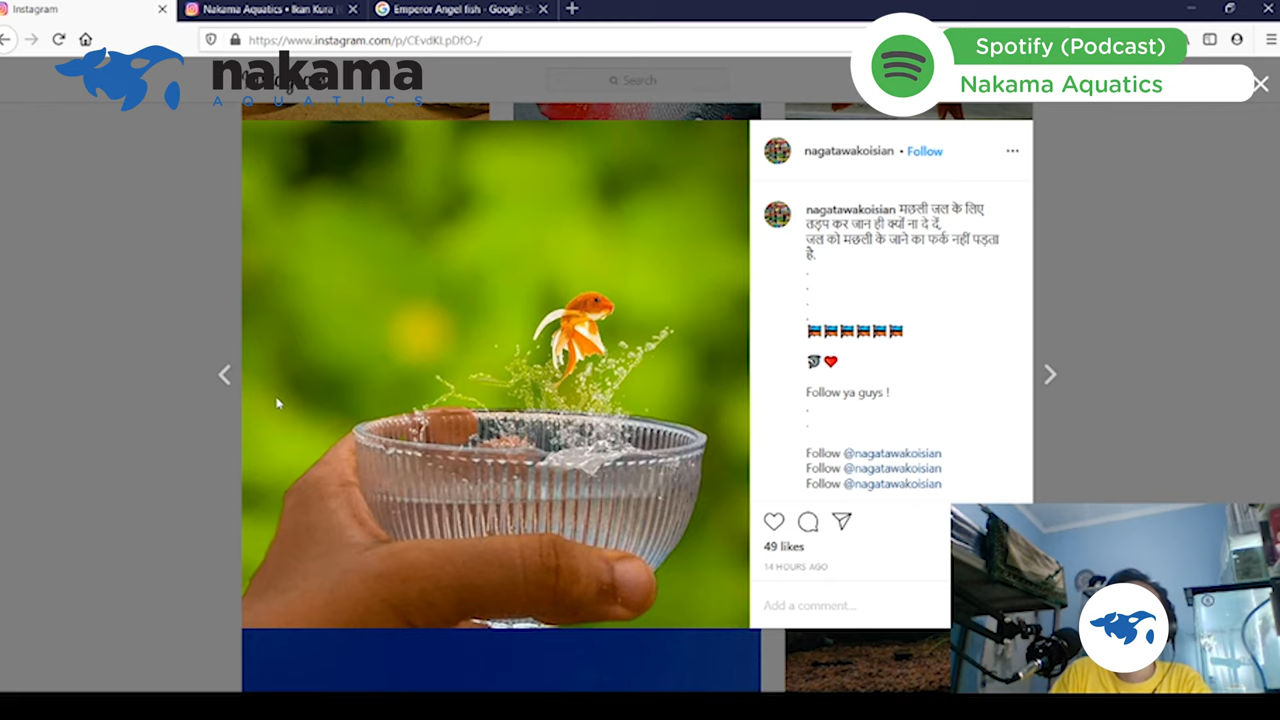 Instagram
Nakama Aquatics • Ikan Kura
Emperor Angel fish - Google
https://www.instagram.com/p/CEvdKLpDfO-/
Spotify (Podcast)
Nakama Aquatics
nakama
AQUATICS
Search
nagatawakoisian • Follow
nagatawakoisian मछली जल के लिए
तड़प कर जान ही क्यों ना दे दें,
जल को मछली के जाने का फर्क नहीं पड़ता
है.
.
.
.
.
Follow ya guys !
.
.
Follow @nagatawakoisian
Follow @nagatawakoisian
Follow @nagatawakoisian
49 likes
14 HOURS AGO
Add a comment...